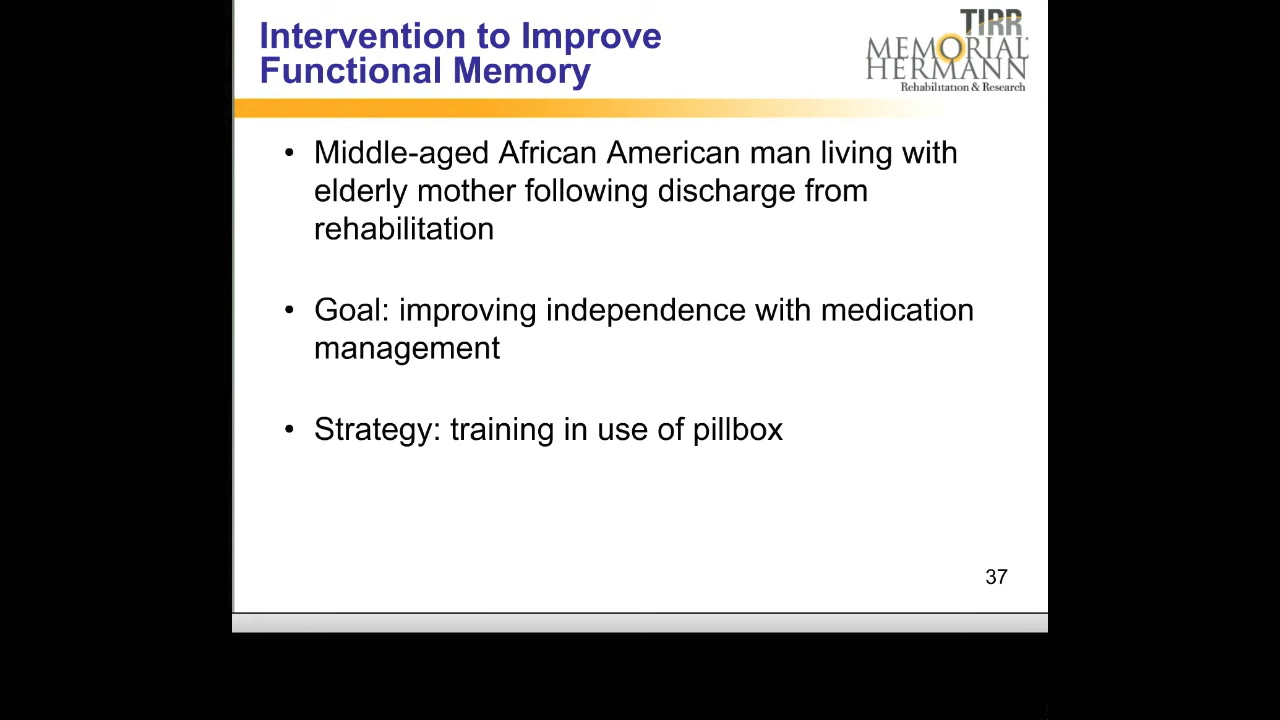 Intervention to Improve
Functional Memory
TIRR
MEMORIAL
HERMANN
Rehabilitation & Research
• Middle-aged African American man living with
elderly mother following discharge from
rehabilitation
• Goal: improving independence with medication
management
• Strategy: training in use of pillbox
37